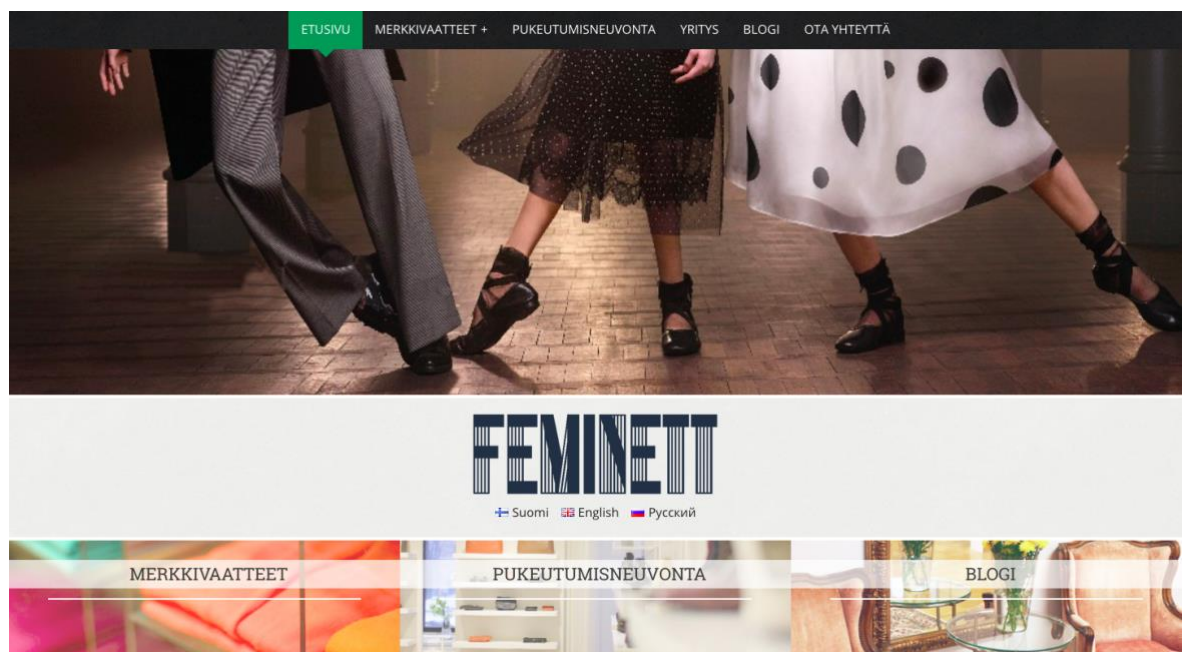 ETUSIVU MERKKIVAATTEET + PUKEUTUMISNEUVONTA YRITYS BLOGI OTA YHTEYTTÄ
FEMINETT
Suomi English Русский
MERKKIVAATTEET PUKEUTUMISNEUVONTA BLOGI